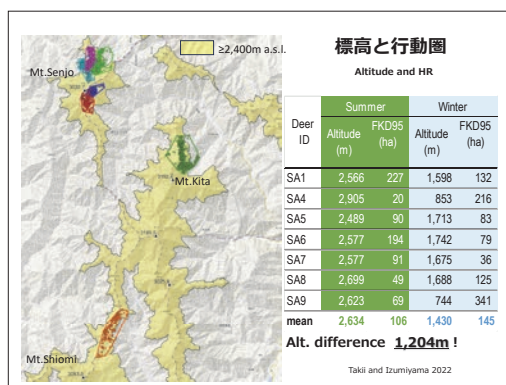 標高と行動圏
Altitude and HR
≥2,400m a.s.l.
Mt.Senjo
Mt.Kita
Mt.Shiomi
Summer Winter
Deer ID Altitude (m) FKD95 (ha) Altitude (m) FKD95 (ha)
SA1 2,566 227 1,598 132
SA4 2,905 20 853 216
SA5 2,489 90 1,713 83
SA6 2,577 194 1,742 79
SA7 2,577 91 1,675 36
SA8 2,699 49 1,688 125
SA9 2,623 69 744 341
mean 2,634 106 1,430 145
Alt. difference 1,204m !
Takii and Izumiyama 2022